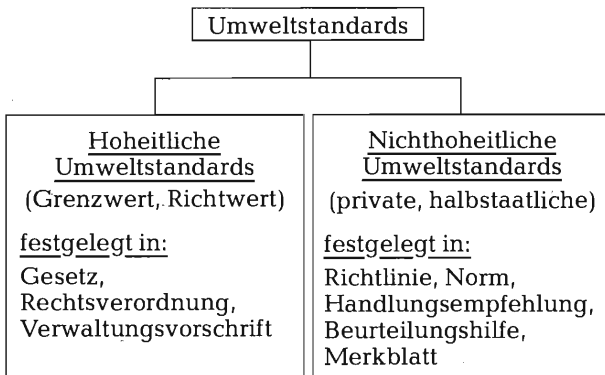 Umweltstandards
Hoheitliche
Umweltstandards
(Grenzwert, Richtwert)
festgelegt in:
Gesetz,
Rechtsverordnung,
Verwaltungsvorschrift
Nichthoheitliche
Umweltstandards
(private, halbstaatliche)
festgelegt in:
Richtlinie, Norm,
Handlungsempfehlung,
Beurteilungshilfe,
Merkblatt